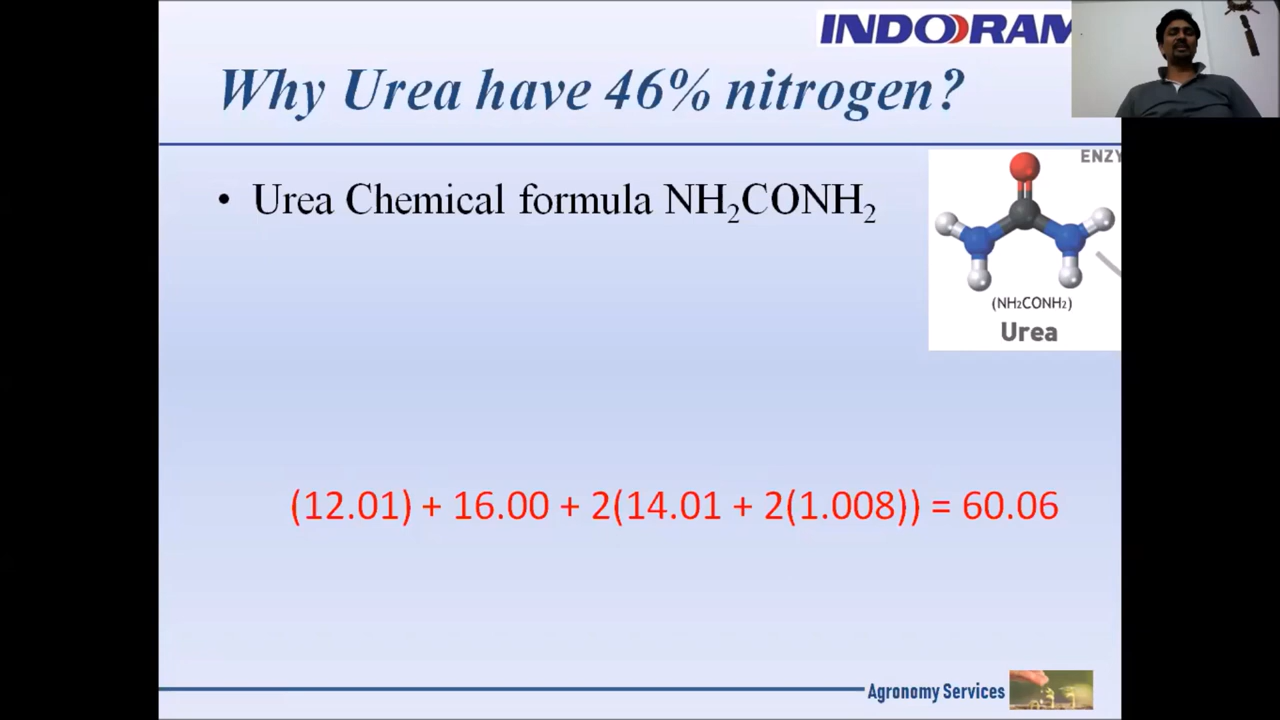 INDORAM
Why Urea have 46% nitrogen?
• Urea Chemical formula NH₂CONH₂
ENZY
(NH₂CONH₂)
Urea
(12.01) + 16.00 + 2(14.01 + 2(1.008)) = 60.06
Agronomy Services